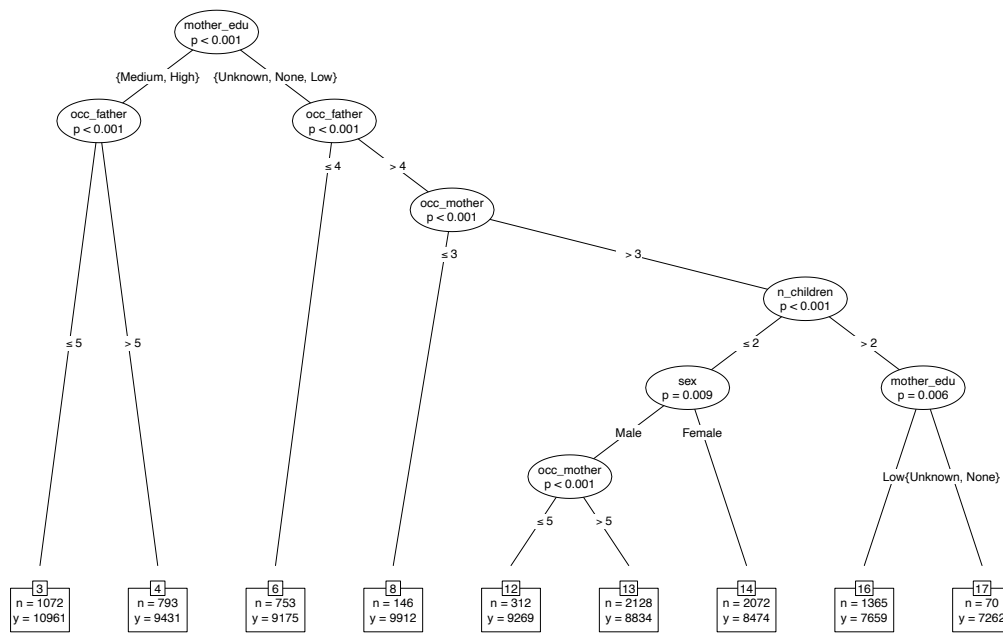 mother_edu
p < 0.001
{Medium, High}
{Unknown, None, Low}
occ_father
p < 0.001
occ_father
p < 0.001
≤ 4
> 4
occ_mother
p < 0.001
≤ 3
> 3
n_children
p < 0.001
≤ 5
> 5
≤ 2
> 2
sex
p = 0.009
mother_edu
p = 0.006
Male
Female
occ_mother
p < 0.001
Low
{Unknown, None}
≤ 5
> 5
3
n = 1072
y = 10961
4
n = 793
y = 9431
6
n = 753
y = 9175
8
n = 146
y = 9912
12
n = 312
y = 9269
13
n = 2128
y = 8834
14
n = 2072
y = 8474
16
n = 1365
y = 7659
17
n = 70
y = 7262